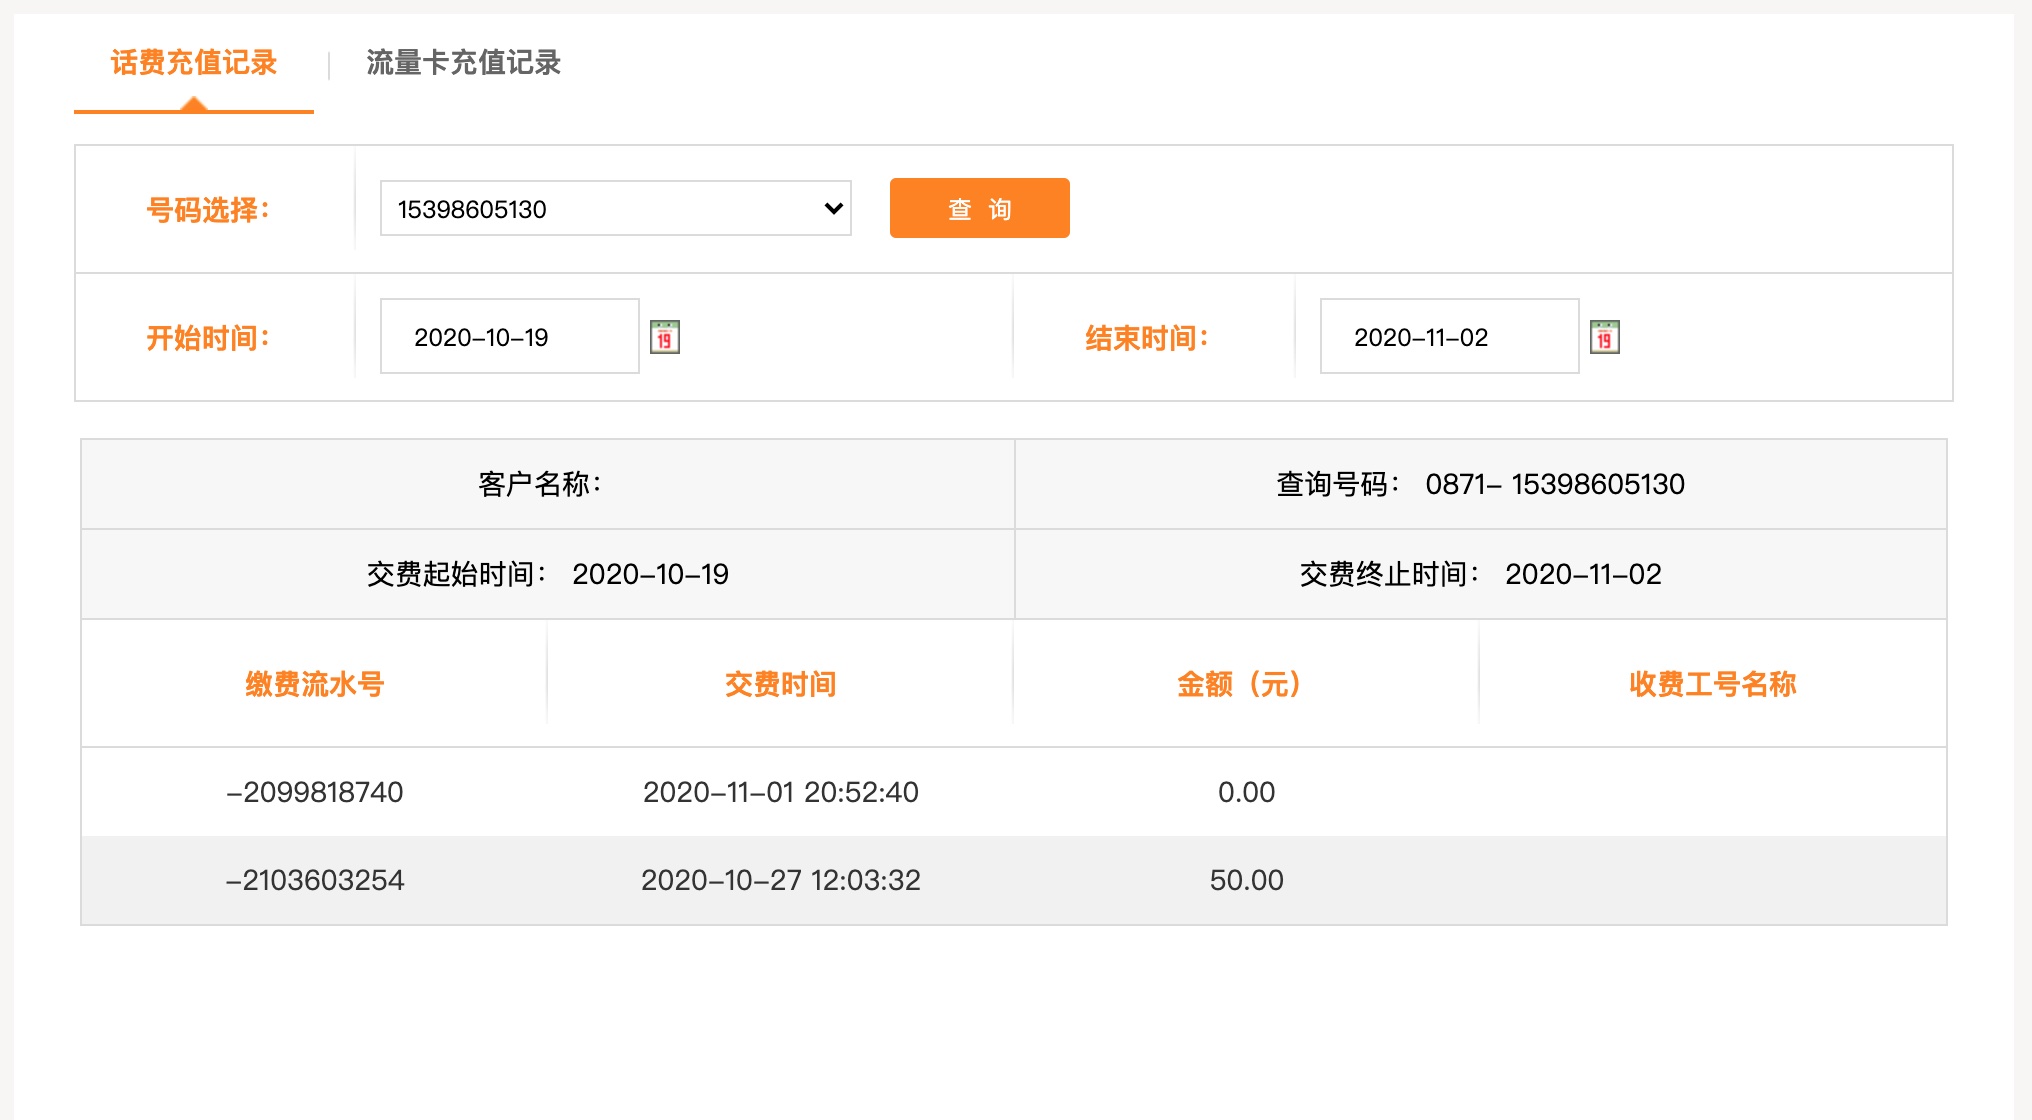 话费充值记录 流量卡充值记录
号码选择： 15398605130 查 询
开始时间： 2020-10-19 19 结束时间： 2020-11-02 19
客户名称： 查询号码： 0871- 15398605130
交费起始时间： 2020-10-19 交费终止时间： 2020-11-02
缴费流水号 交费时间 金额（元） 收费工号名称
-2099818740 2020-11-01 20:52:40 0.00
-2103603254 2020-10-27 12:03:32 50.00